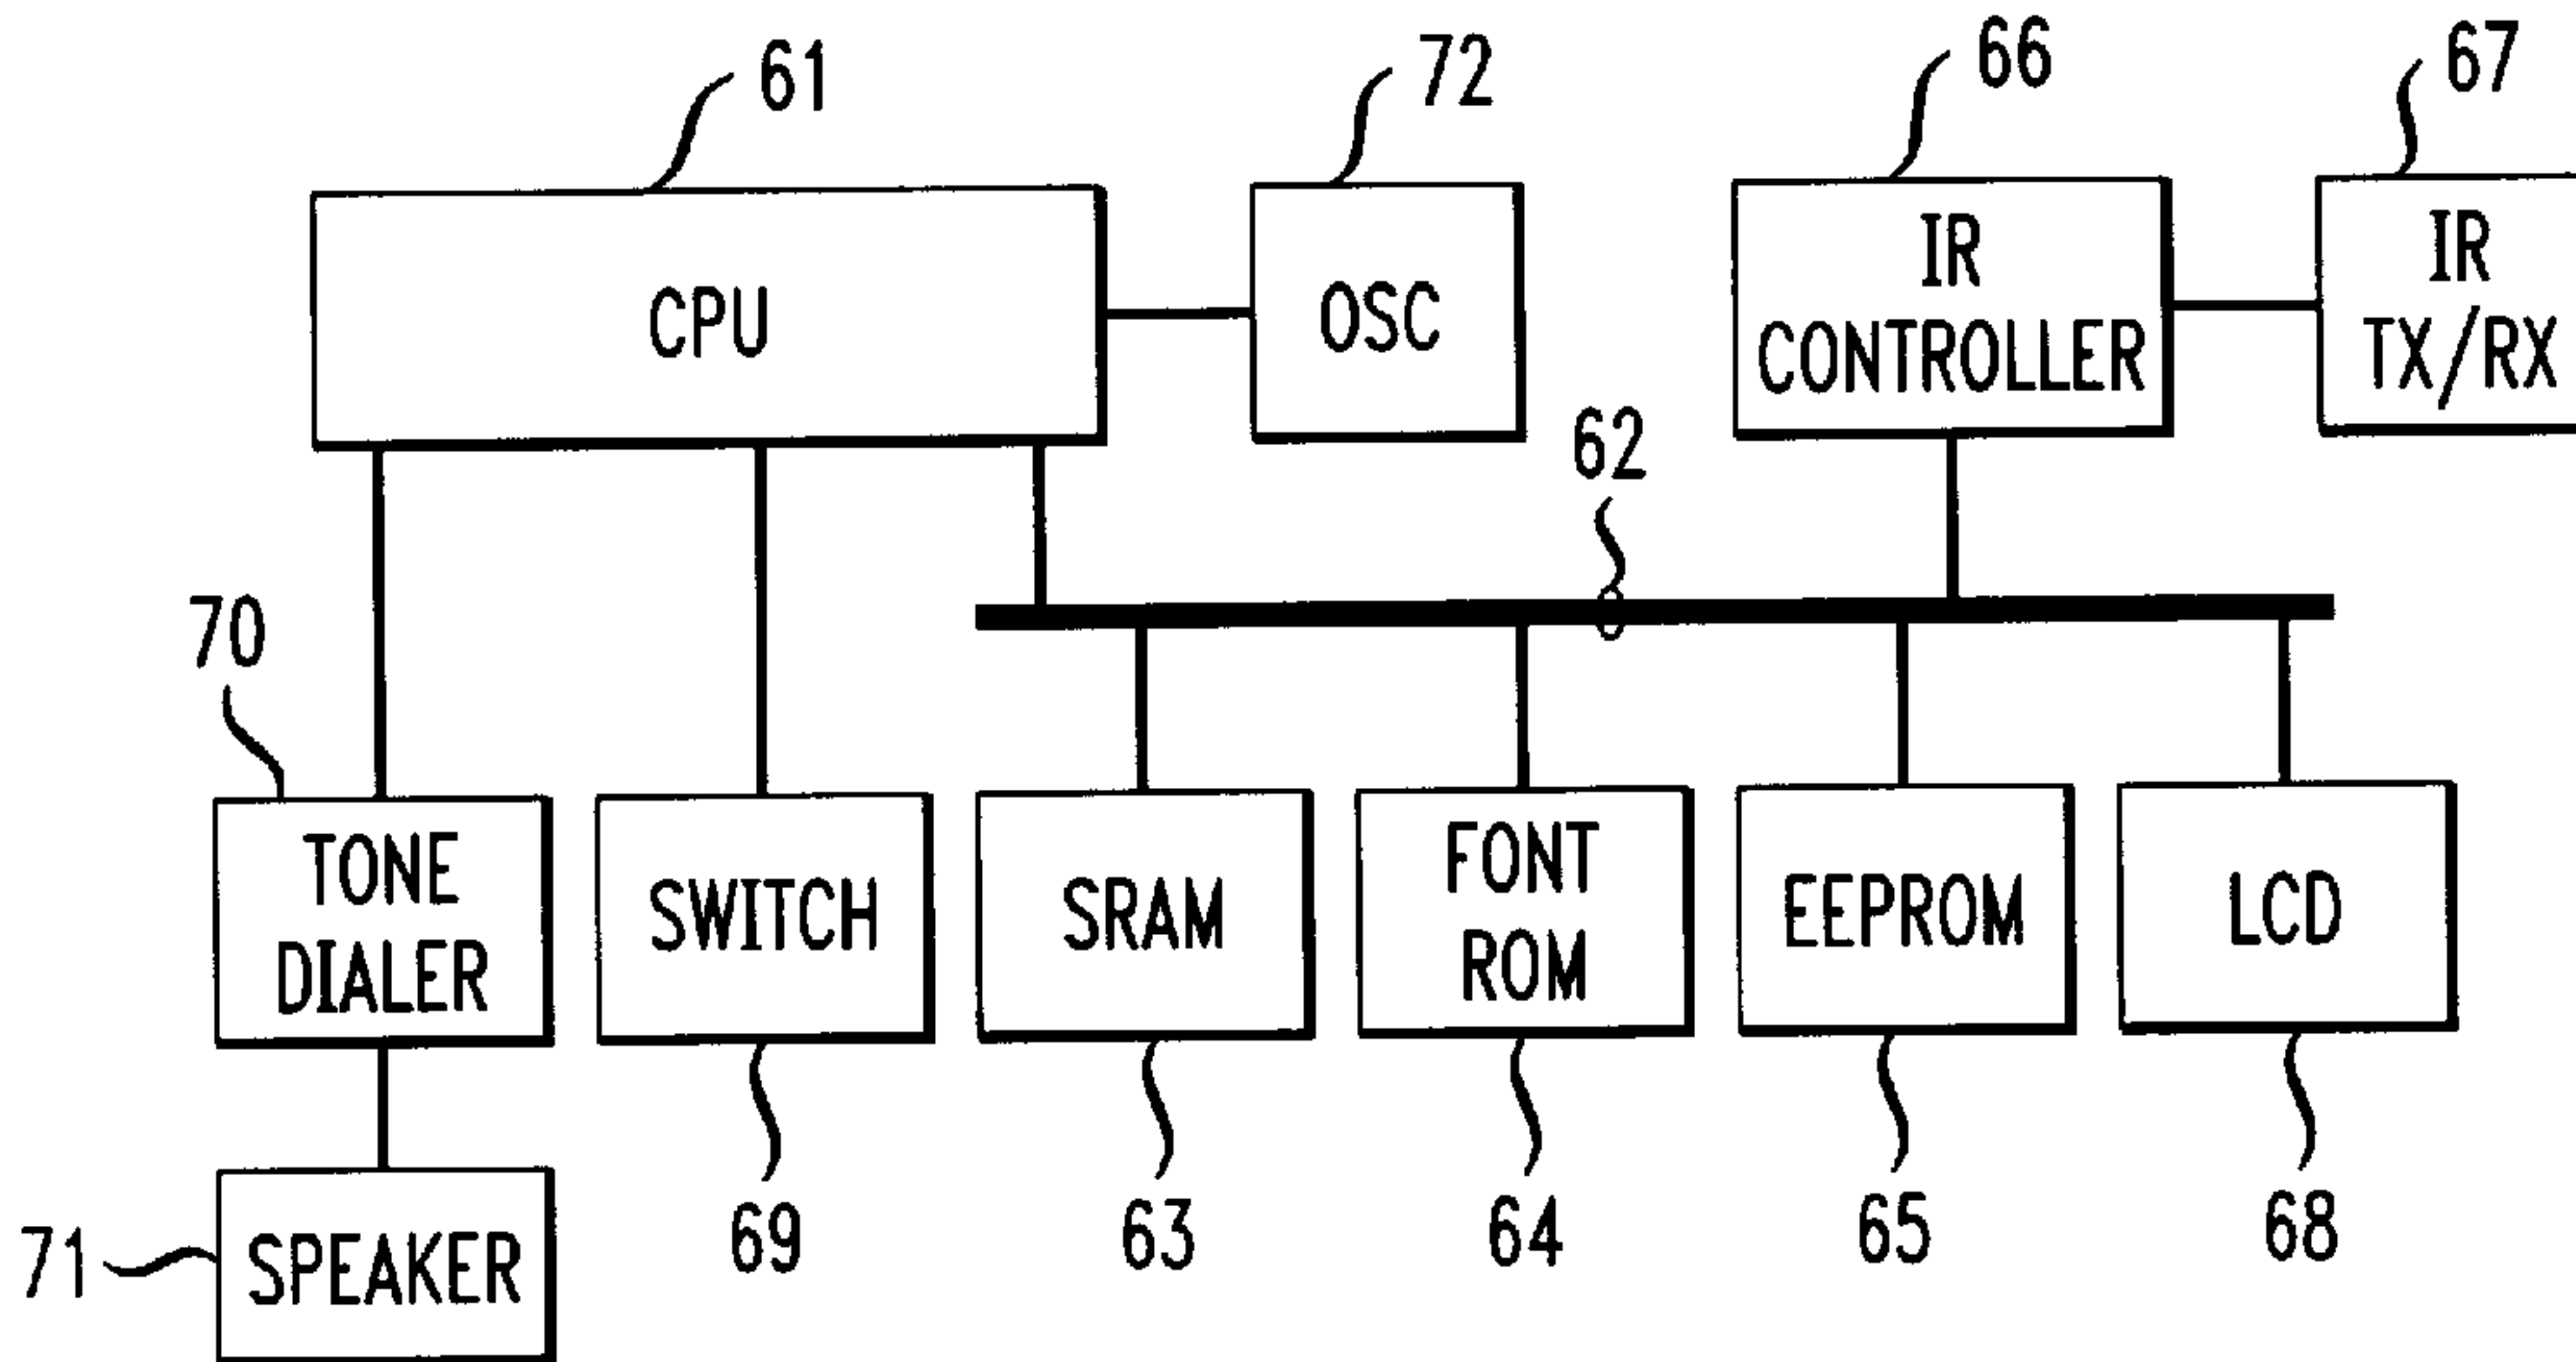 61
72
66
67
CPU
OSC
IR
CONTROLLER
IR
TX/RX
62
70
TONE
DIALER
SWITCH
SRAM
FONT
ROM
EEPROM
LCD
71
SPEAKER
69
63
64
65
68